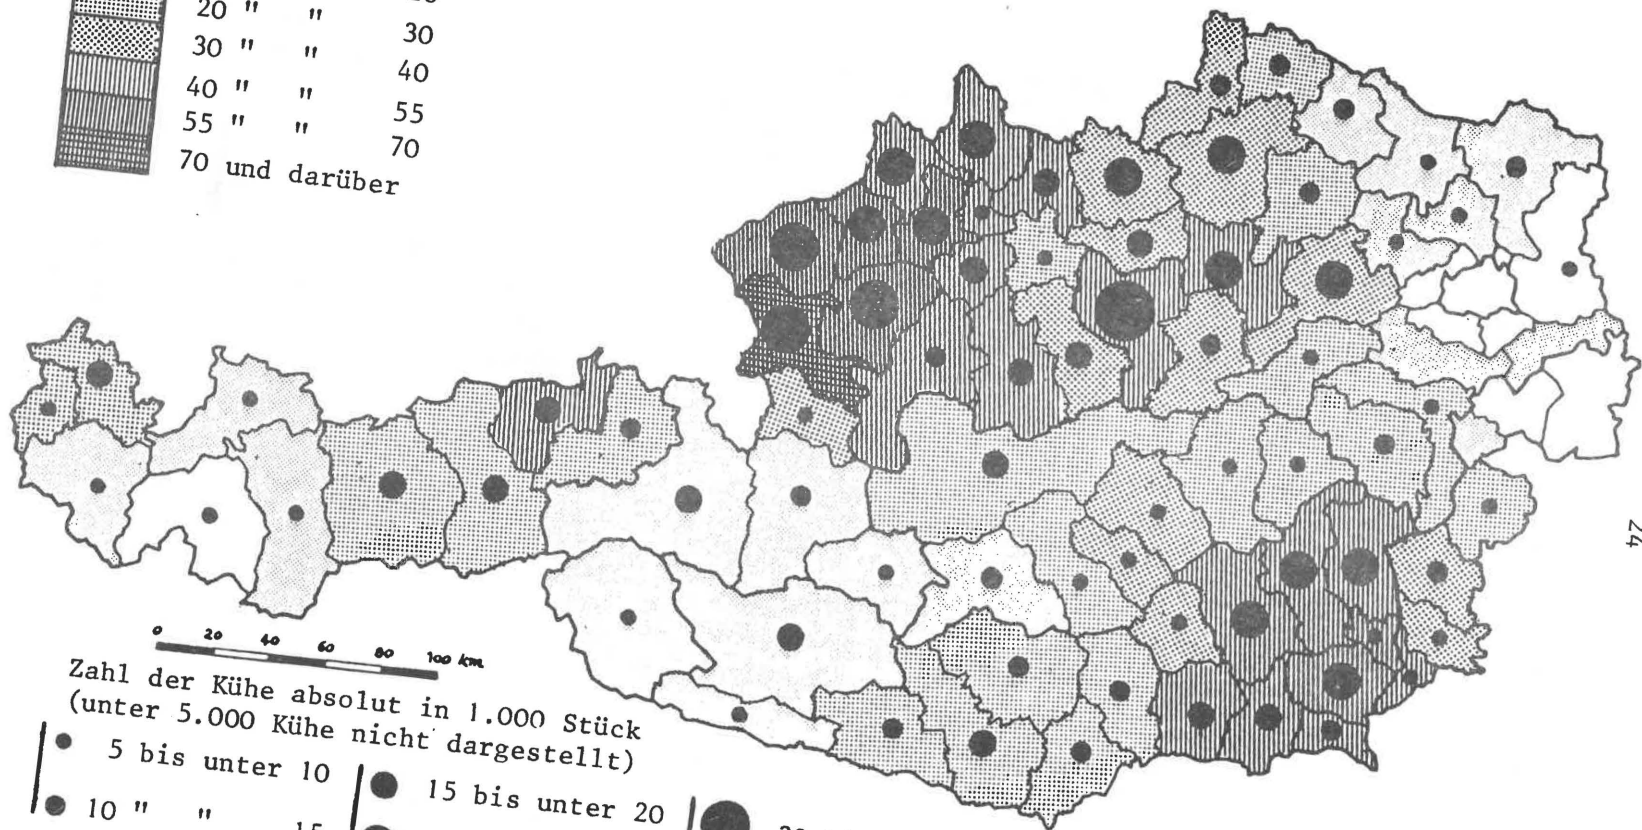 20 " " 30
30 " " 40
40 " " 55
55 " " 70
70 und darüber
24
0 20 40 60 80 100 km
Zahl der Kühe absolut in 1.000 Stück
(unter 5.000 Kühe nicht dargestellt)
5 bis unter 10
10 " " 15
15 bis unter 20